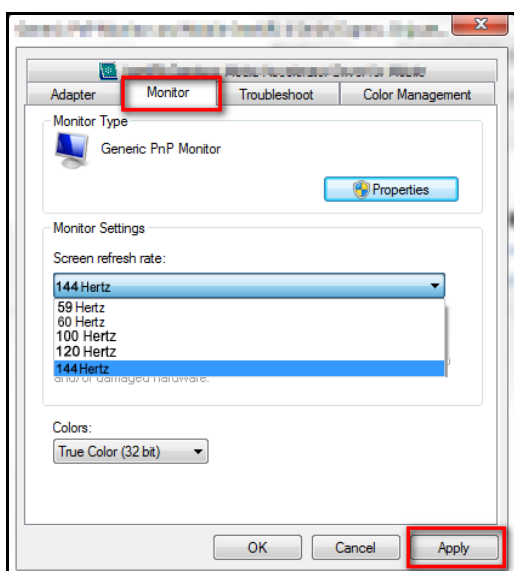 Adapter Monitor Troubleshoot Color Management
Monitor Type
Generic PnP Monitor
Properties
Monitor Settings
Screen refresh rate:
144 Hertz
59 Hertz
60 Hertz
100 Hertz
120 Hertz
144 Hertz
and/or damaged hardware.
Colors:
True Color (32 bit)
OK Cancel Apply